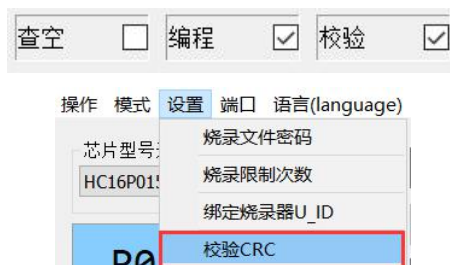 查空 编程 校验
操作 模式 设置 端口 语言(language)
烧录文件密码
芯片型号
烧录限制次数
HC16P015
绑定烧录器U_ID
校验CRC